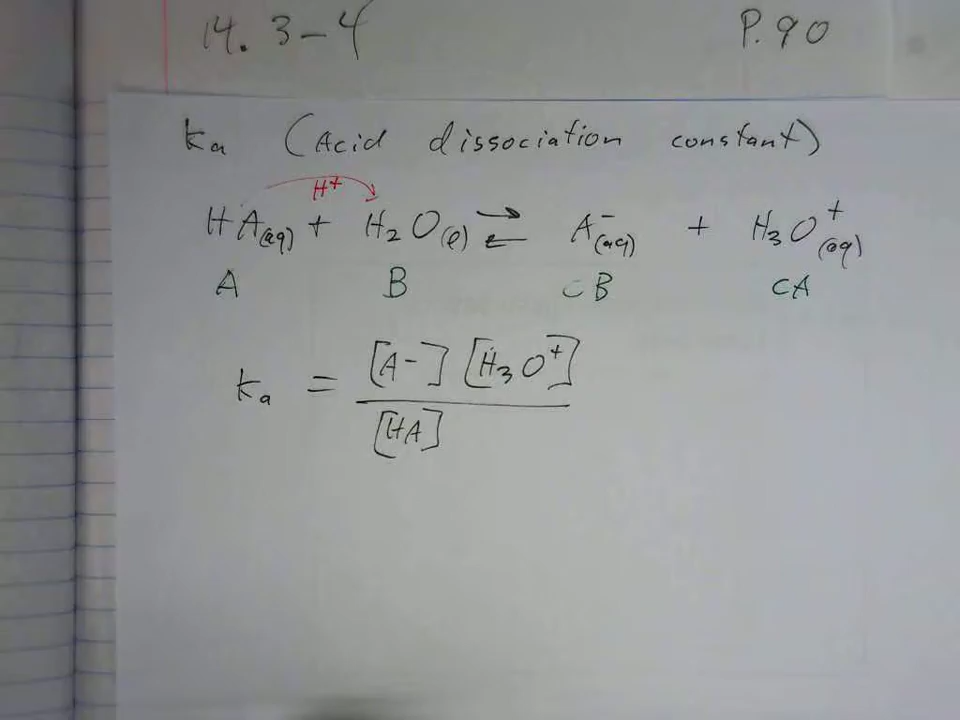 14. 3-4 P. 90
Ka (Acid dissociation constant)
H+
HA(aq) + H2O(l) ⇌ A-(aq) + H3O+(aq)
A B CB CA
Ka = [A-] [H3O+]
[HA]